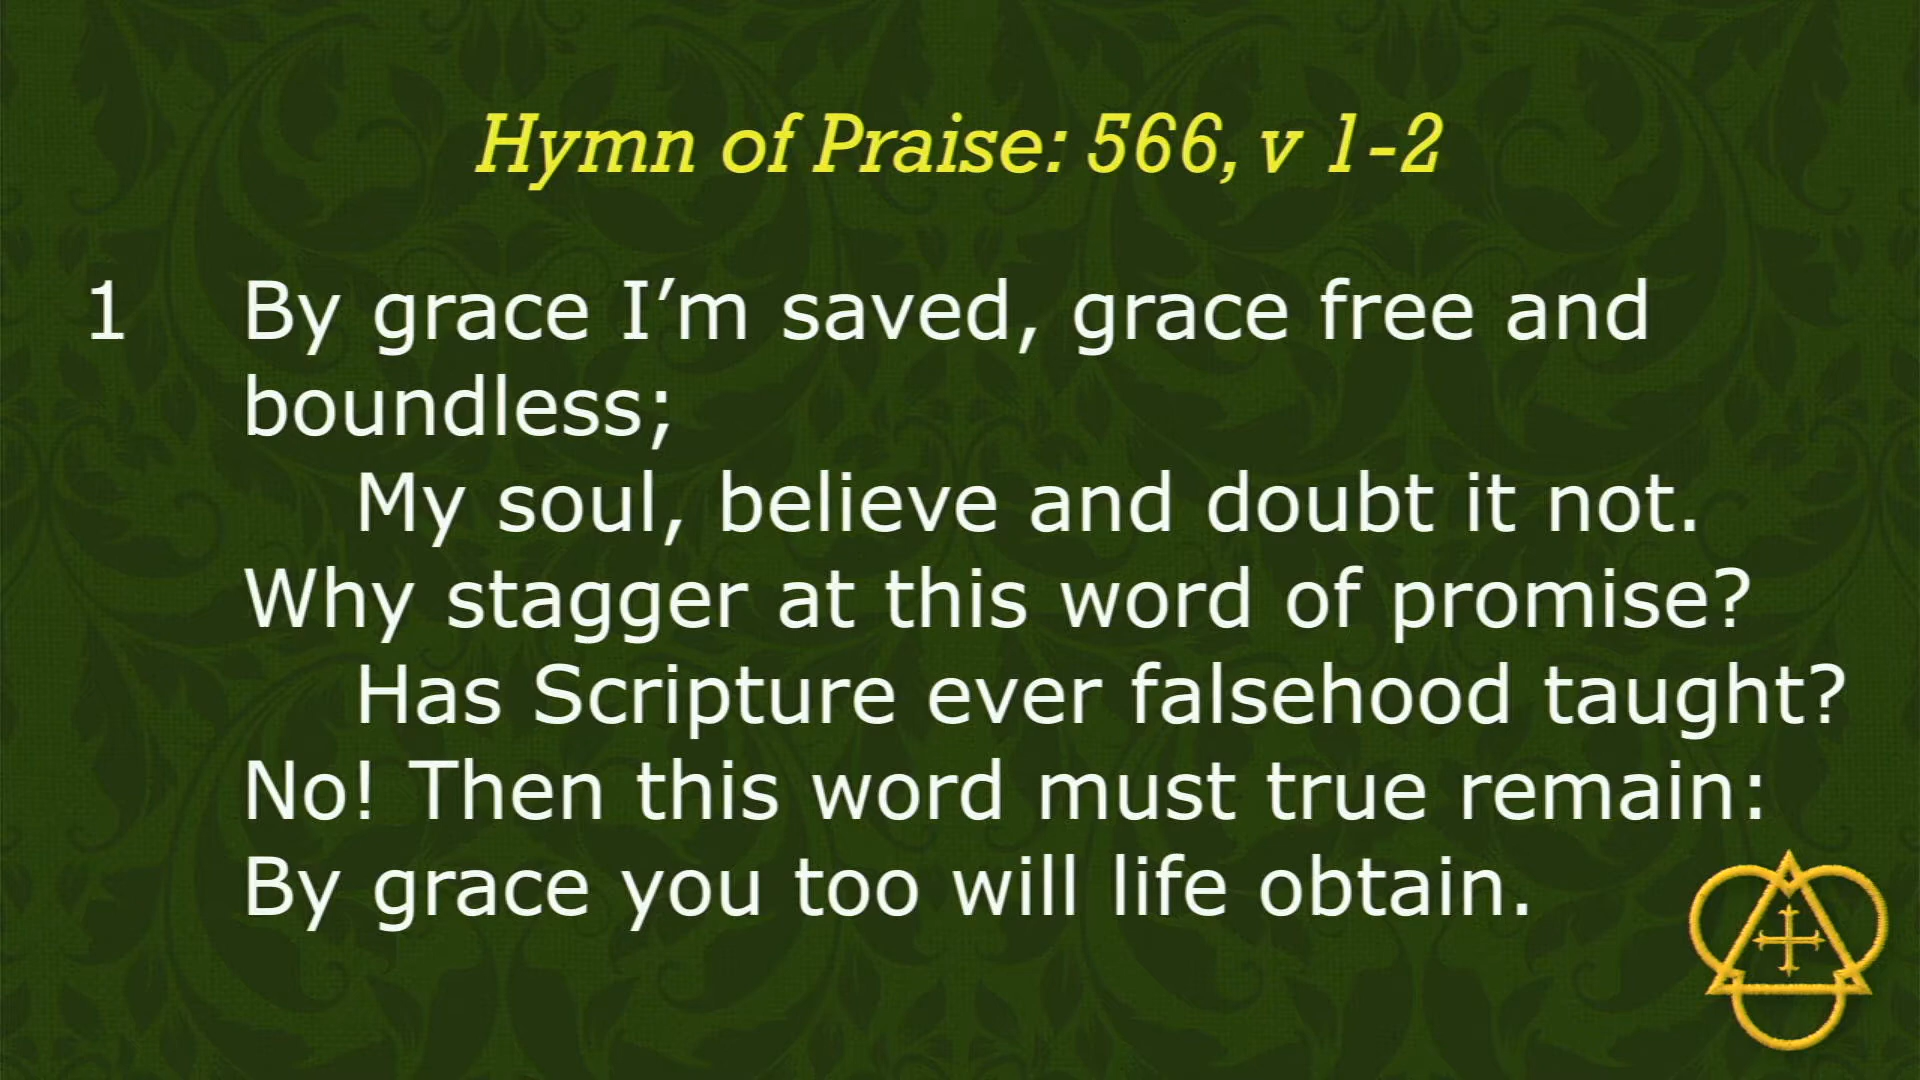 Hymn of Praise: 566, v 1-2
1 By grace I’m saved, grace free and
boundless;
My soul, believe and doubt it not.
Why stagger at this word of promise?
Has Scripture ever falsehood taught?
No! Then this word must true remain:
By grace you too will life obtain.